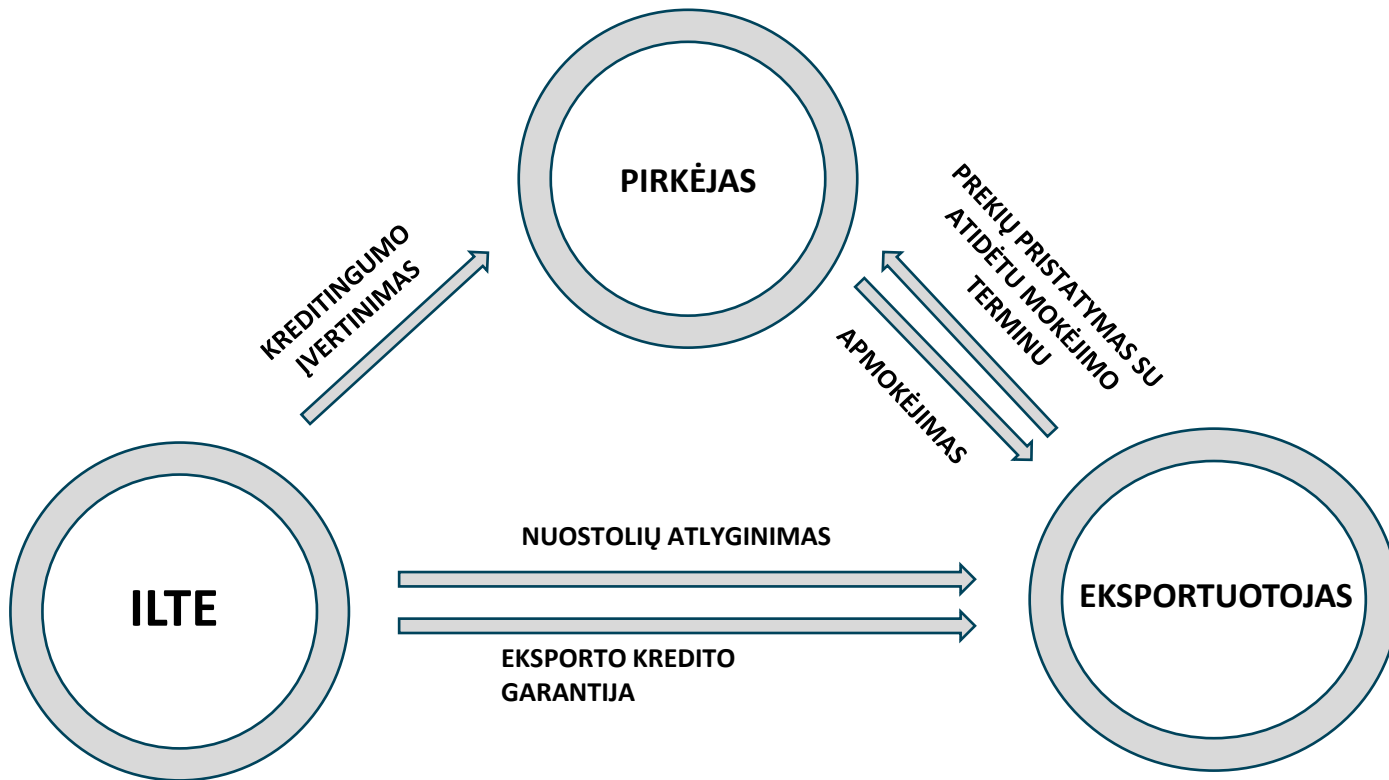 PIRKĖJAS
KREDITINGUMO
ĮVERTINIMAS
PREKIŲ PRISTATYMAS SU
ATIDĖTU MOKĖJIMO
TERMINU
APMOKĖJIMAS
NUOSTOLIŲ ATLYGINIMAS
ILTE
EKSPORTUOTOJAS
EKSPORTO KREDITO
GARANTIJA